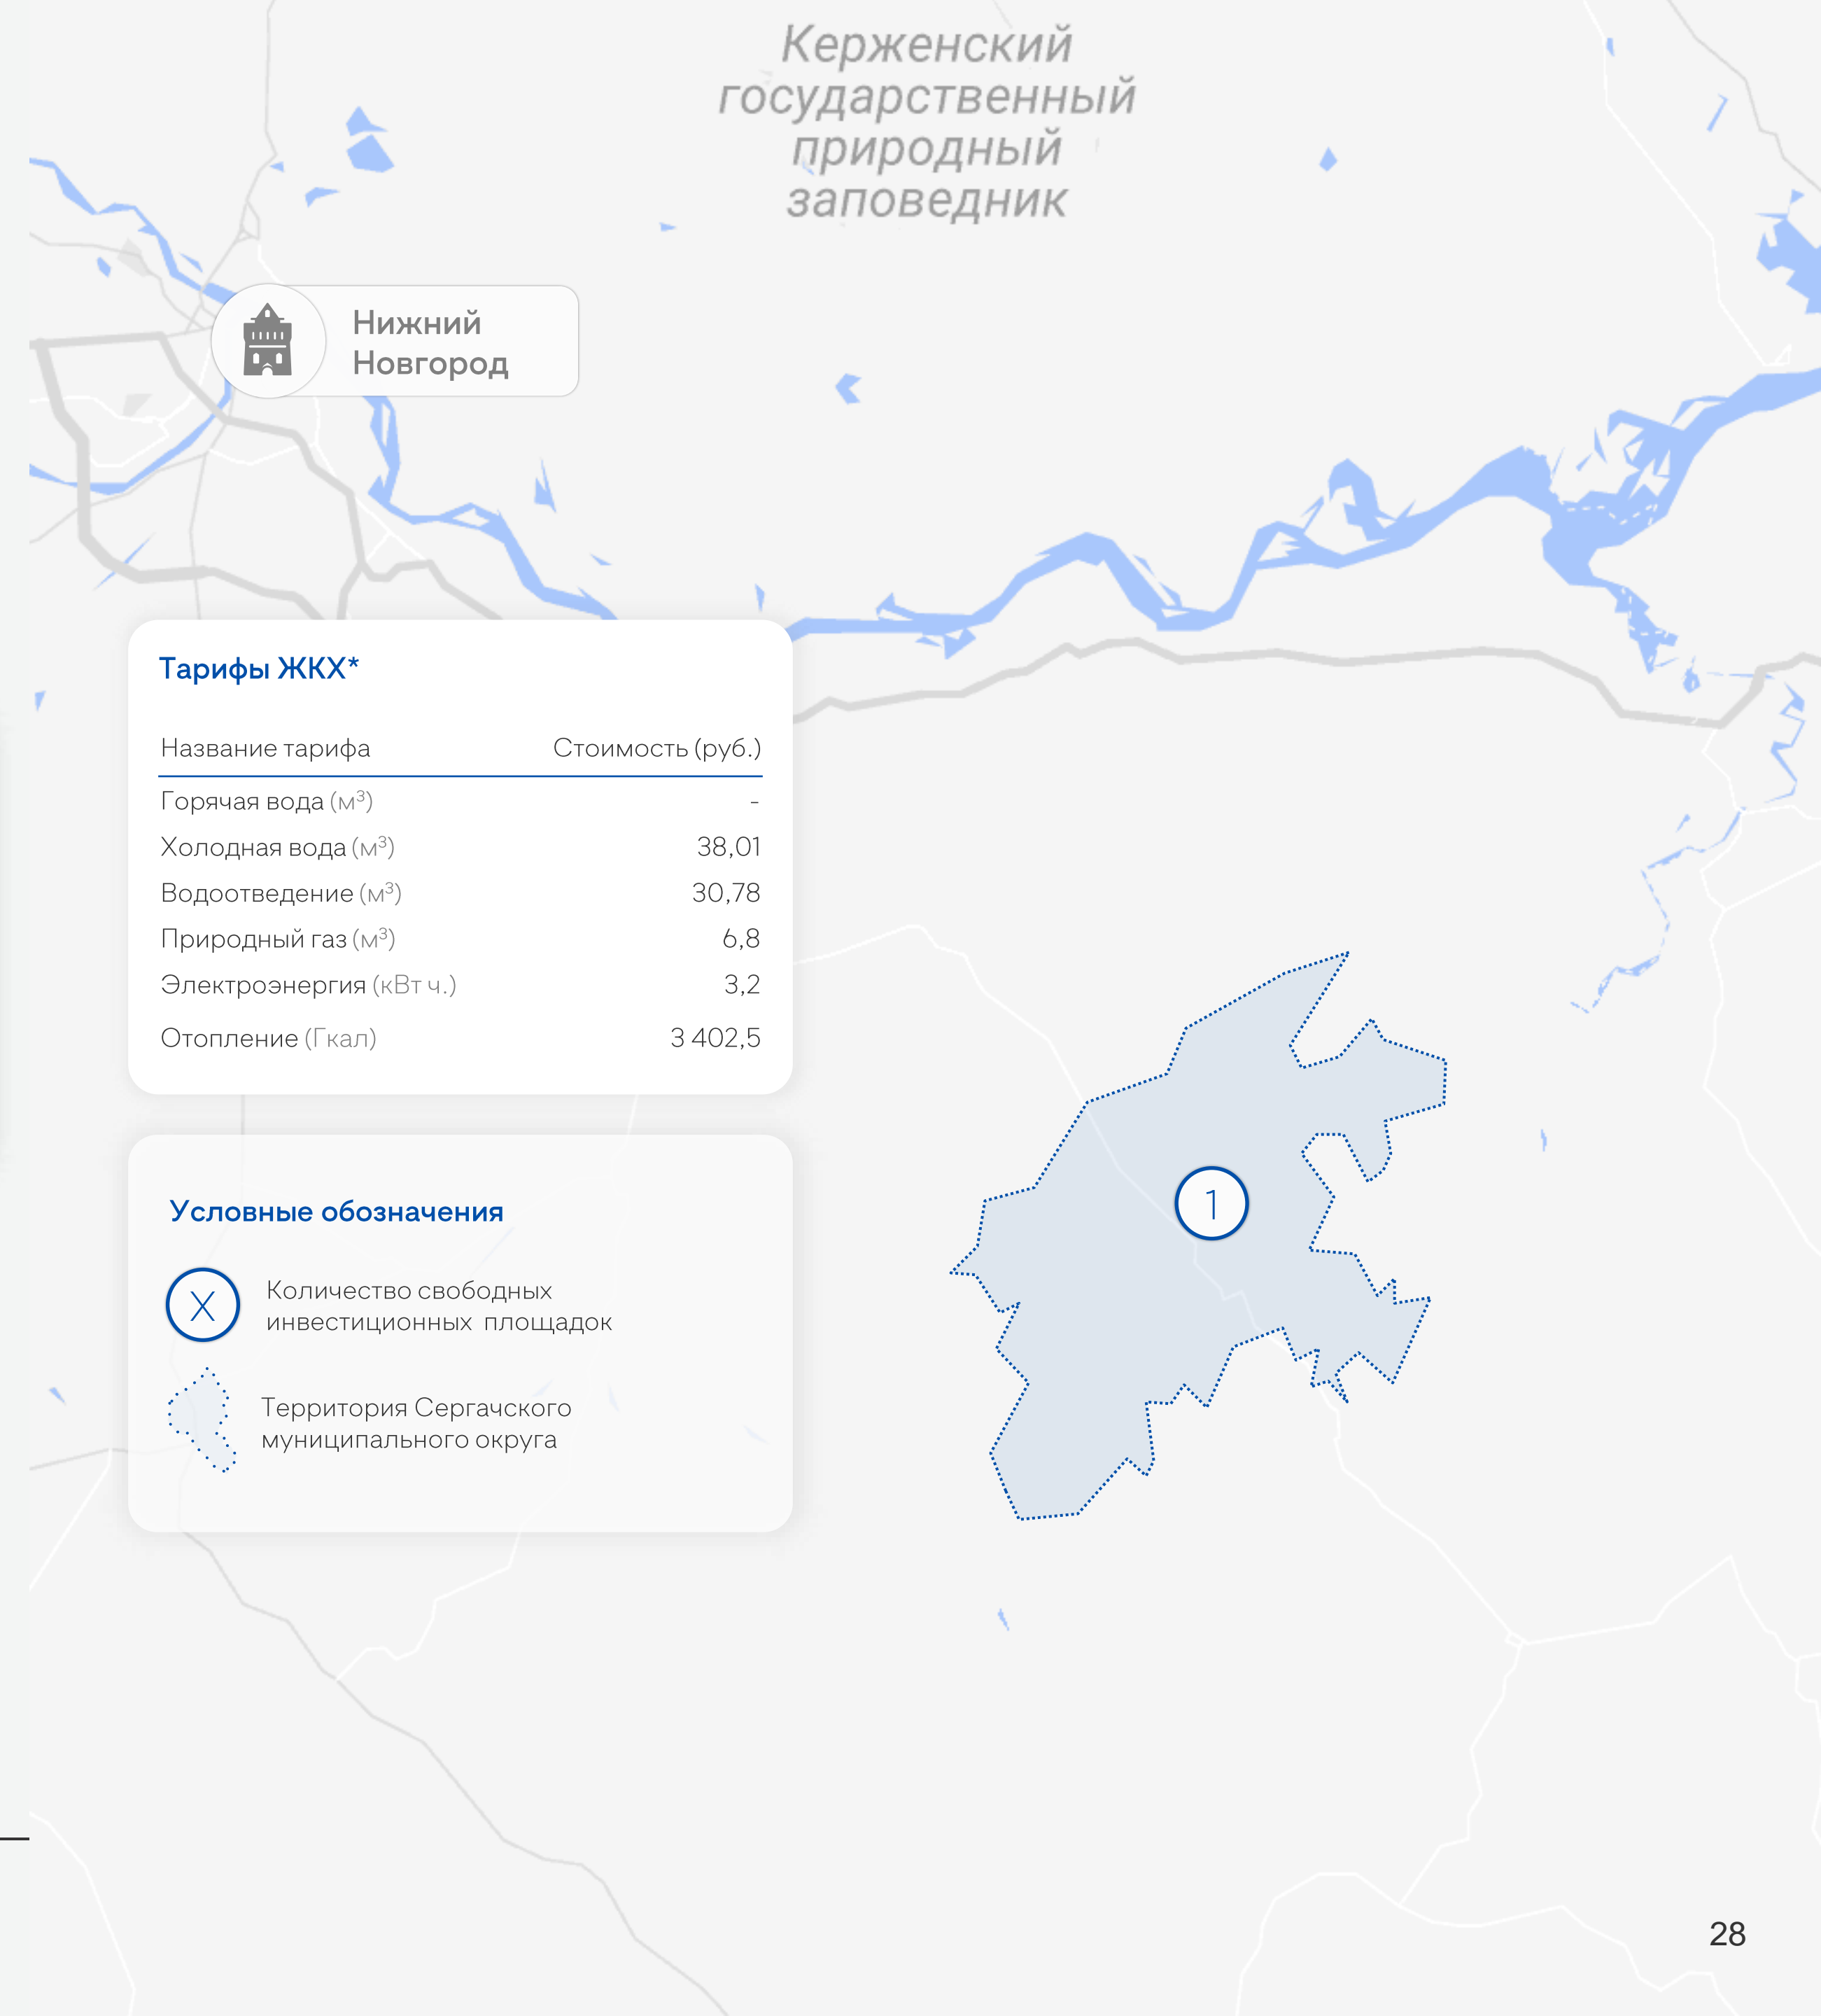 Керженский
государственный
природный
заповедник
Нижний
Новгород
Тарифы ЖКХ*
Название тарифа Стоимость (руб.)
Горячая вода (м³) -
Холодная вода (м³) 38,01
Водоотведение (м³) 30,78
Природный газ (м³) 6,8
Электроэнергия (кВт ч.) 3,2
Отопление (Гкал) 3 402,5
1
Условные обозначения
X
Количество свободных
инвестиционных площадок
Территория Сергачского
муниципального округа
28